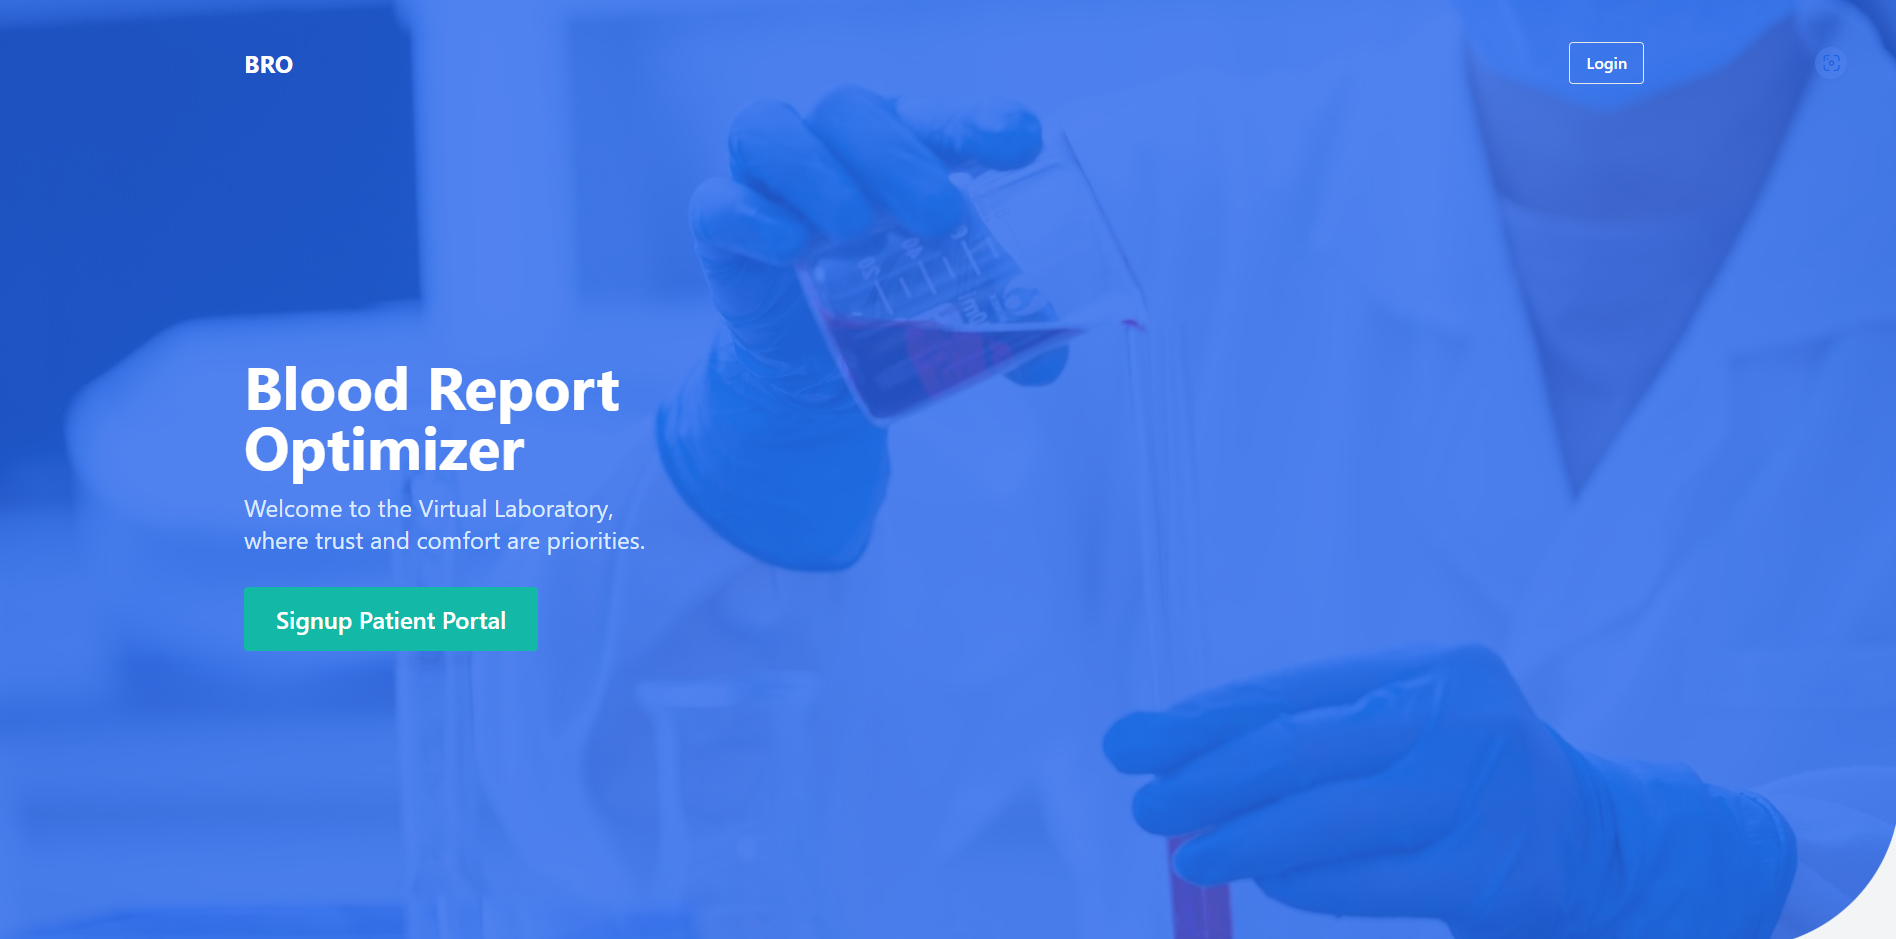 BRO
Login
Blood Report
Optimizer
Welcome to the Virtual Laboratory,
where trust and comfort are priorities.
Signup Patient Portal